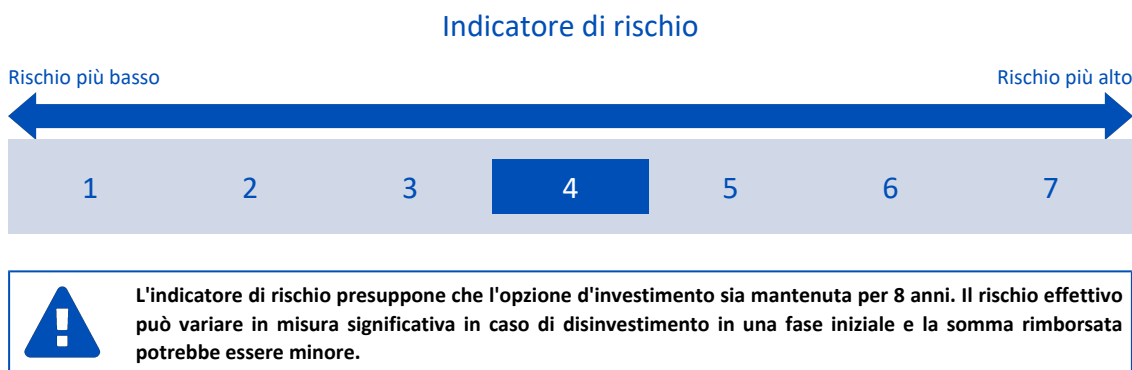 Indicatore di rischio
Rischio più basso Rischio più alto
1 2 3 4 5 6 7
L'indicatore di rischio presuppone che l'opzione d'investimento sia mantenuta per 8 anni. Il rischio effettivo
può variare in misura significativa in caso di disinvestimento in una fase iniziale e la somma rimborsata
potrebbe essere minore.